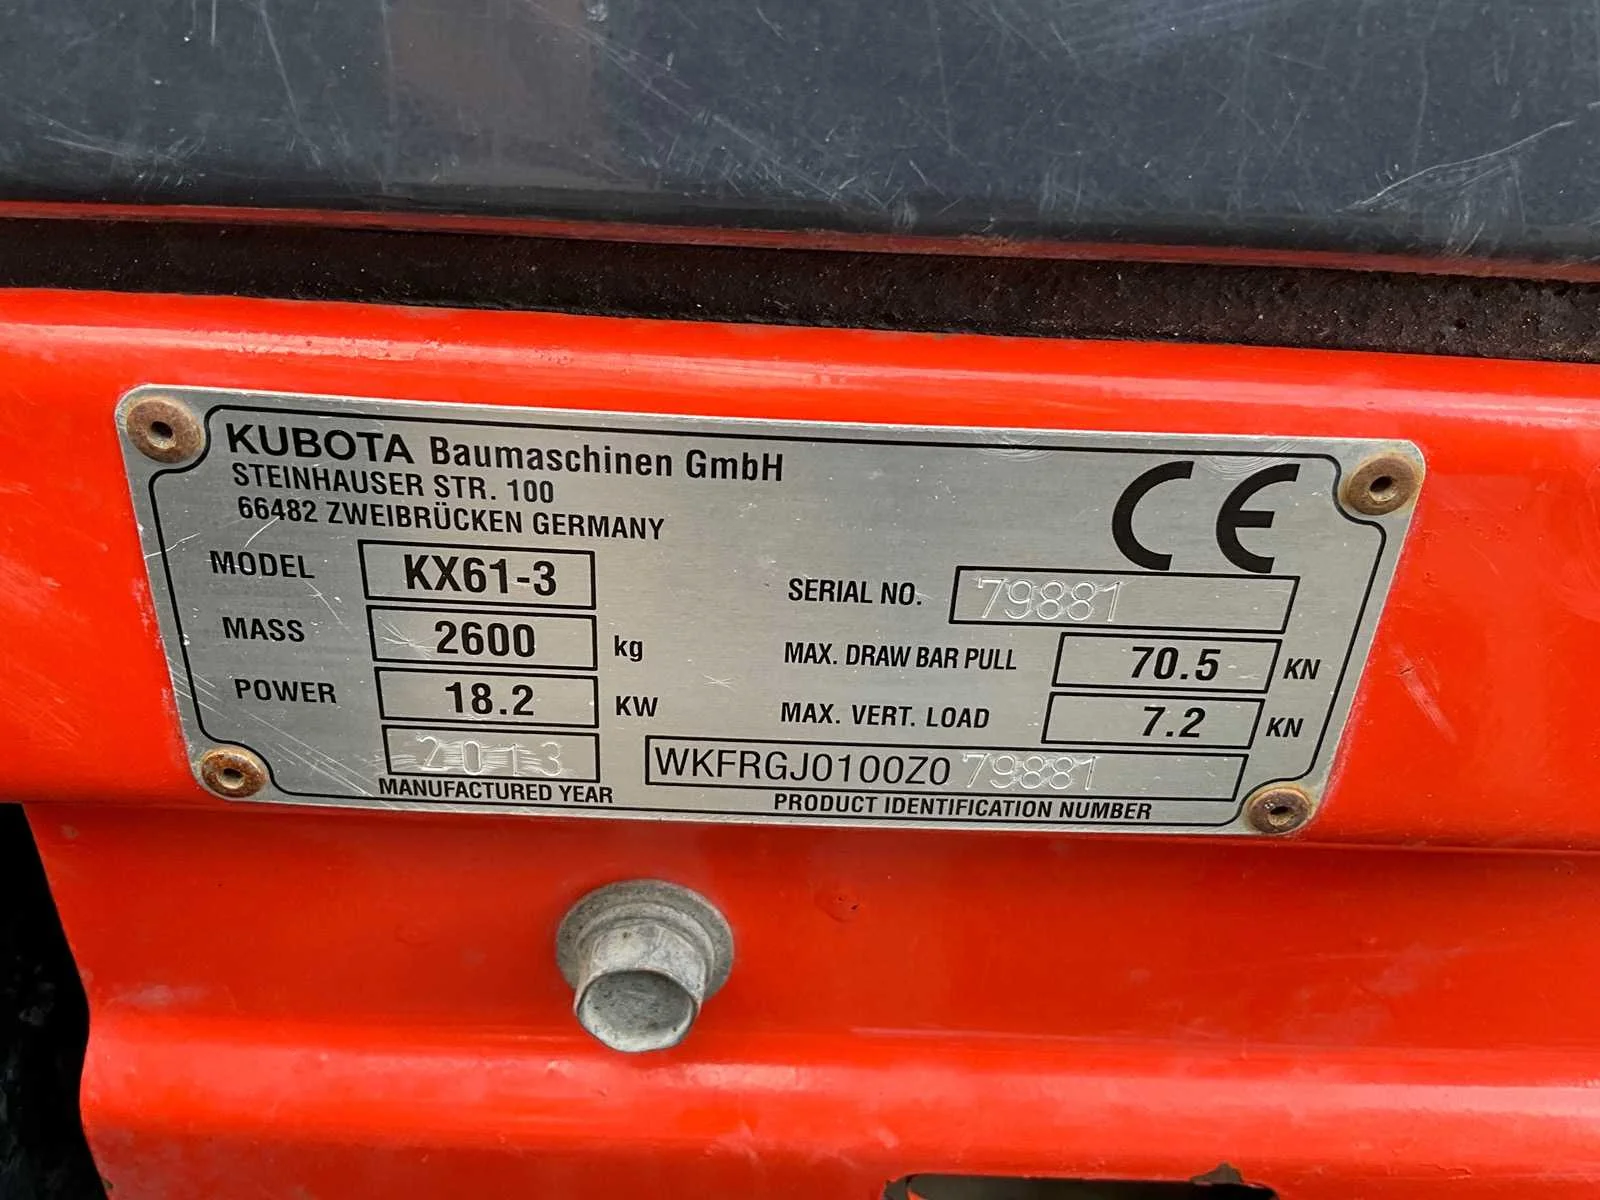 KUBOTA Baumaschinen GmbH
STEINHAUSER STR. 100
66482 ZWEIBRÜCKEN GERMANY
CE
MODEL KX61-3
MASS 2600 kg
POWER 18.2 KW
2013
MANUFACTURED YEAR
SERIAL NO. 79881
MAX. DRAW BAR PULL 70.5 KN
MAX. VERT. LOAD 7.2 KN
WKFRGJ0100Z079881
PRODUCT IDENTIFICATION NUMBER